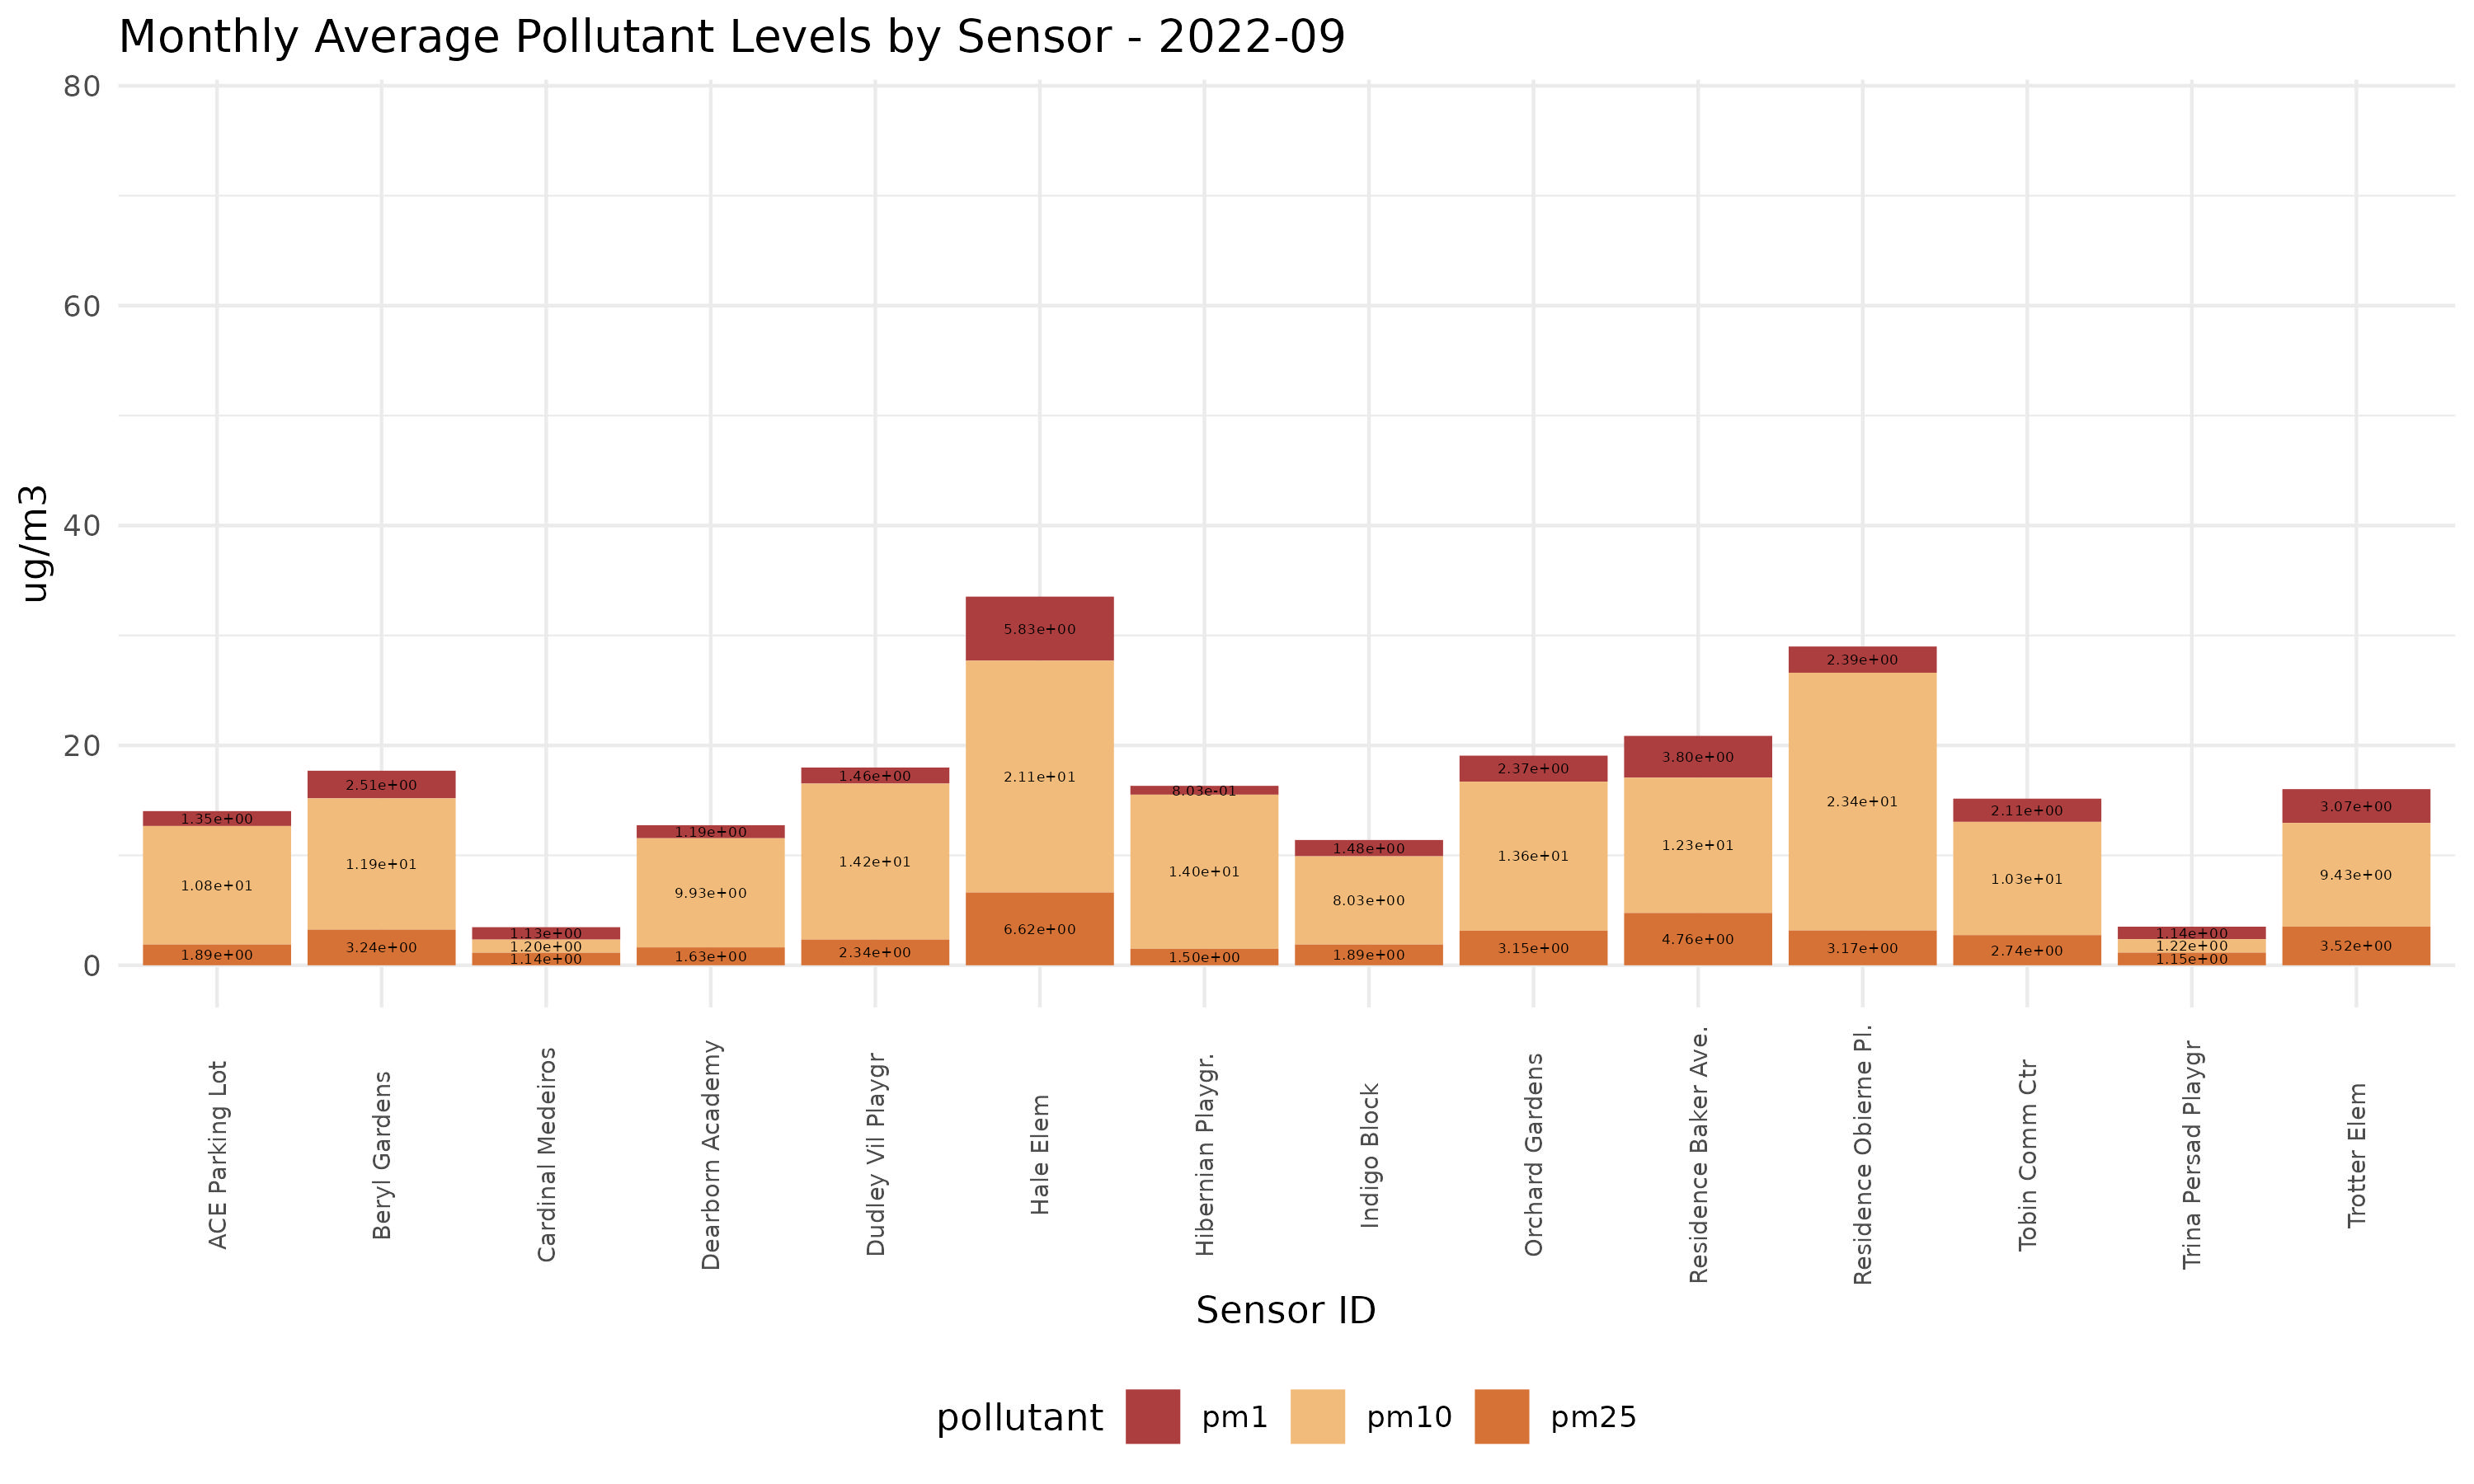 Monthly Average Pollutant Levels by Sensor - 2022-09
80
60
40
20
0
ug/m3
1.35e+00
1.08e+01
1.89e+00
2.51e+00
1.19e+01
3.24e+00
1.13e+00
1.20e+00
1.14e+00
1.19e+00
9.93e+00
1.63e+00
1.46e+00
1.42e+01
2.34e+00
5.83e+00
2.11e+01
6.62e+00
8.03e-01
1.40e+01
1.50e+00
1.48e+00
8.03e+00
1.89e+00
2.37e+00
1.36e+01
3.15e+00
3.80e+00
1.23e+01
4.76e+00
2.39e+00
2.34e+01
3.17e+00
2.11e+00
1.03e+01
2.74e+00
1.14e+00
1.22e+00
1.15e+00
3.07e+00
9.43e+00
3.52e+00
ACE Parking Lot
Beryl Gardens
Cardinal Medeiros
Dearborn Academy
Dudley Vil Playgr
Hale Elem
Hibernian Playgr.
Indigo Block
Orchard Gardens
Residence Baker Ave.
Residence Obierne Pl.
Tobin Comm Ctr
Trina Persad Playgr
Trotter Elem
Sensor ID
pollutant pm1 pm10 pm25